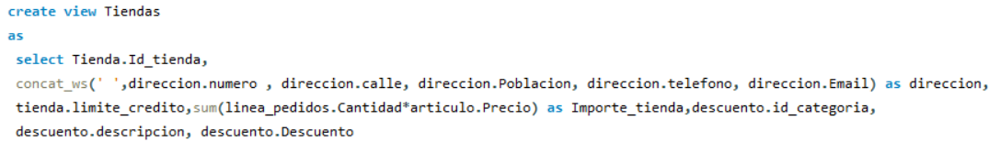 create view Tiendas
as
select Tienda.Id_tienda,
concat_ws(' ',direccion.numero , direccion.calle, direccion.Poblacion, direccion.telefono, direccion.Email) as direccion,
tienda.limite_credito,sum(linea_pedidos.Cantidad*articulo.Precio) as Importe_tienda,descuento.id_categoria,
descuento.descripcion, descuento.Descuento